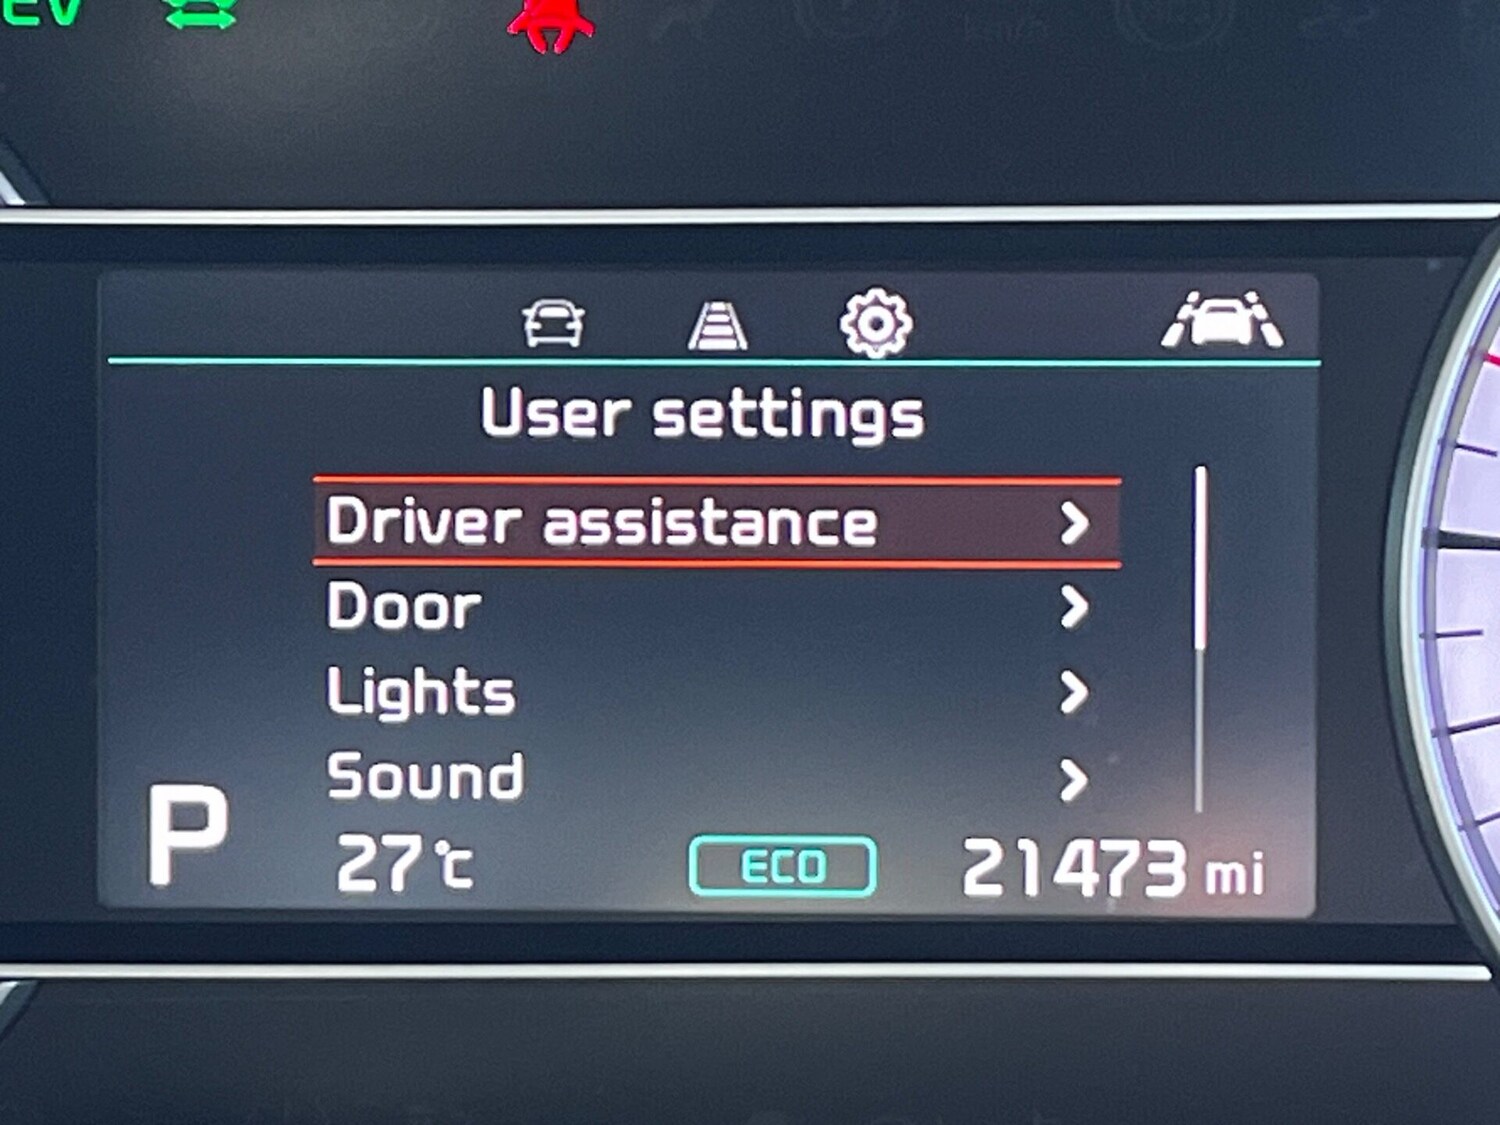 EV
User settings
Driver assistance
Door
Lights
Sound
P
27℃
ECO
21473 mi